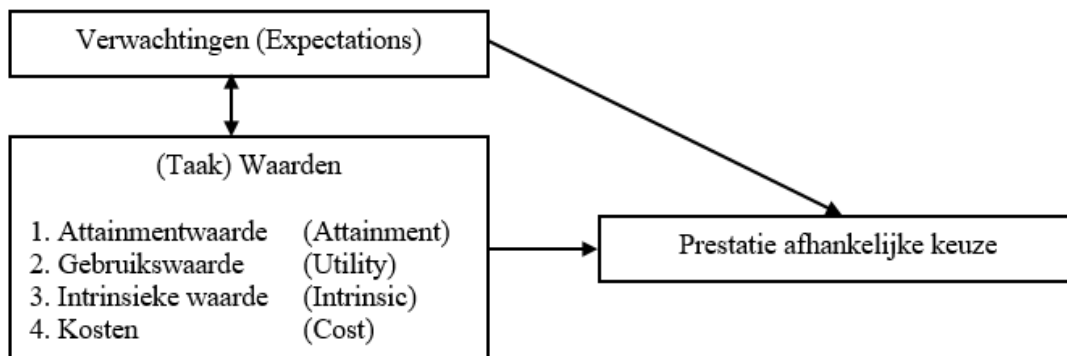 Verwachtingen (Expectations)
(Taak) Waarden
1. Attainmentwaarde (Attainment)
2. Gebruikswaarde (Utility)
3. Intrinsieke waarde (Intrinsic)
4. Kosten (Cost)
Prestatie afhankelijke keuze